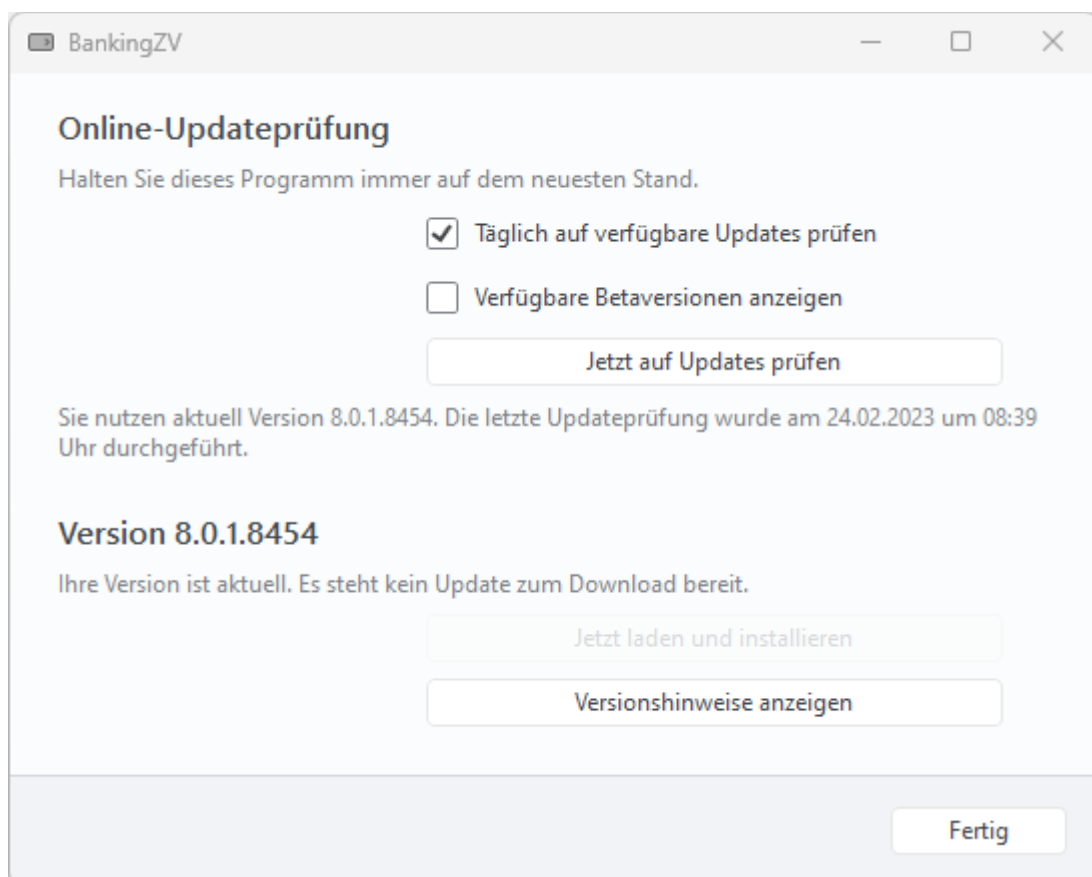 BankingZV
Online-Updateprüfung
Halten Sie dieses Programm immer auf dem neuesten Stand.
Täglich auf verfügbare Updates prüfen
Verfügbare Betaversionen anzeigen
Jetzt auf Updates prüfen
Sie nutzen aktuell Version 8.0.1.8454. Die letzte Updateprüfung wurde am 24.02.2023 um 08:39
Uhr durchgeführt.
Version 8.0.1.8454
Ihre Version ist aktuell. Es steht kein Update zum Download bereit.
Jetzt laden und installieren
Versionshinweise anzeigen
Fertig